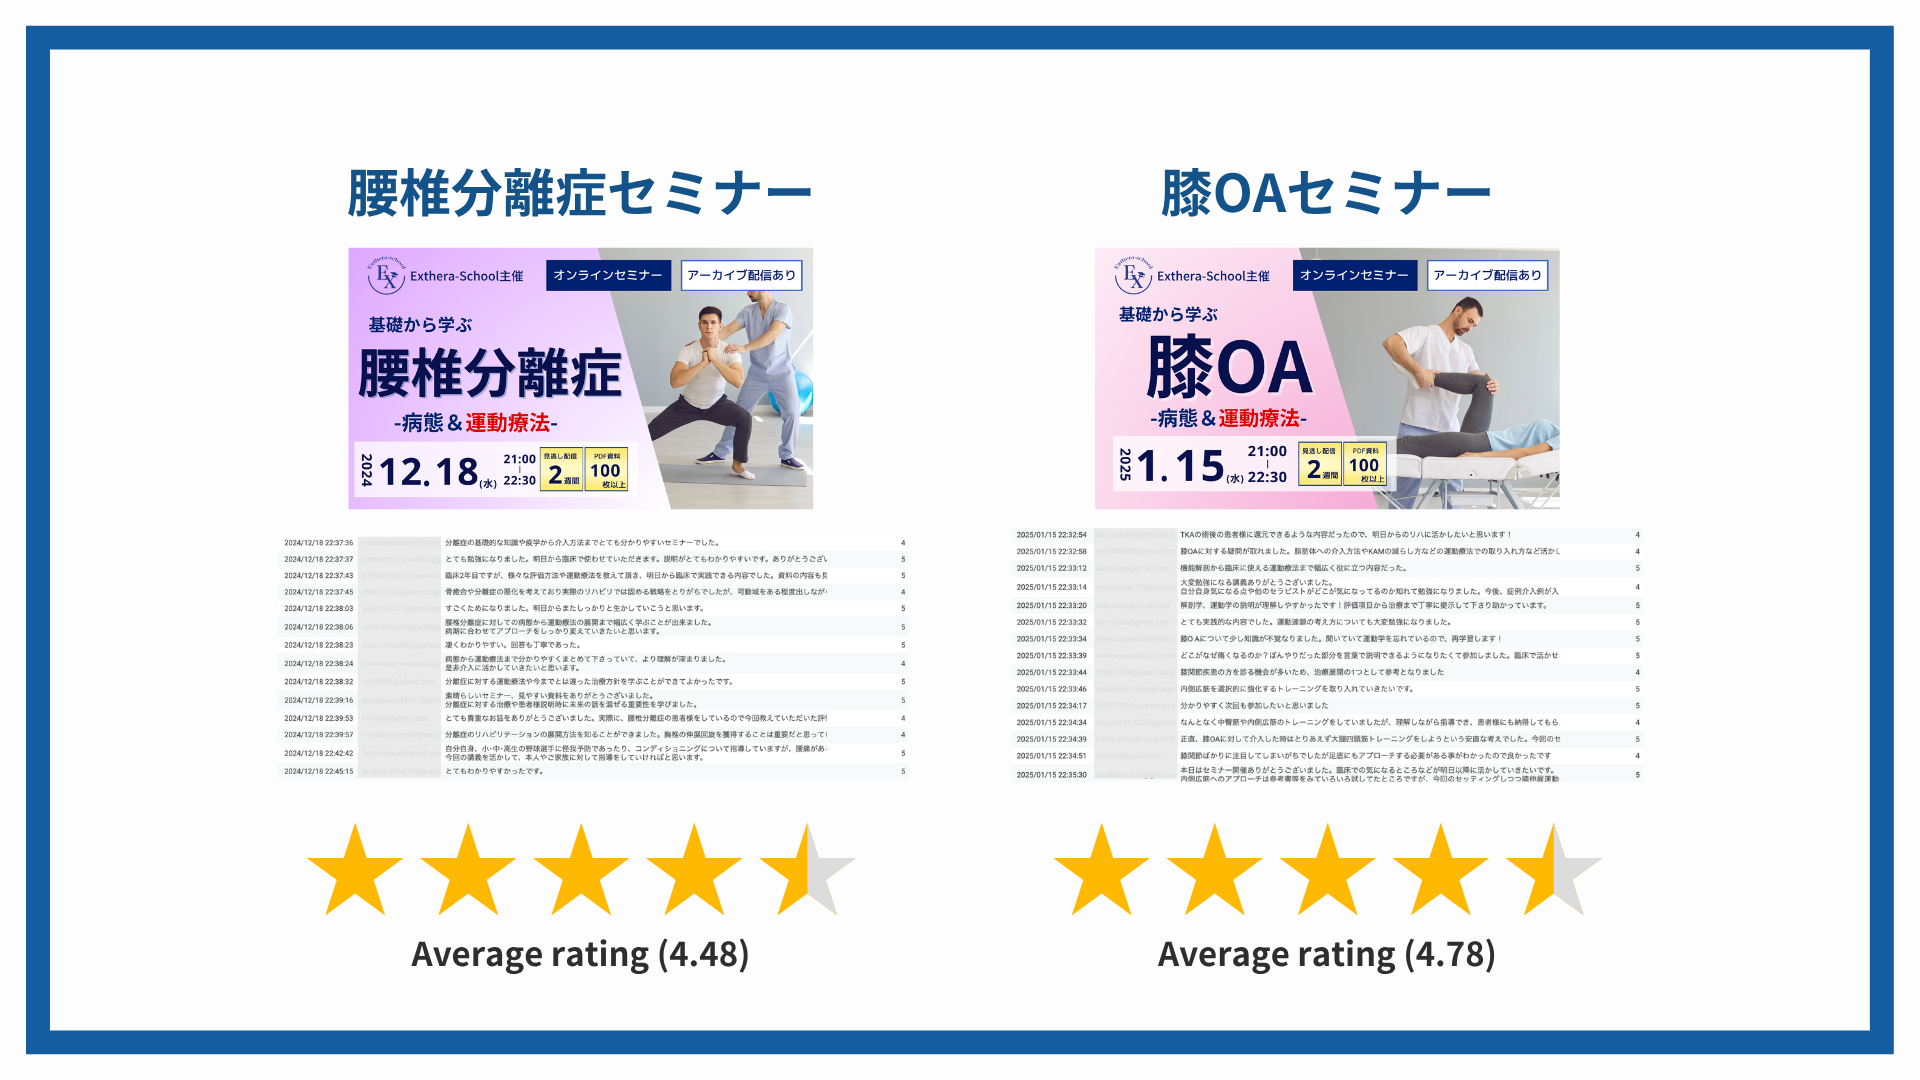 腰椎分離症セミナー
Exthera-School
EX
Exthera-School主催
オンラインセミナー
アーカイブ配信あり
基礎から学ぶ
腰椎分離症
-病態＆運動療法-
2024
12.18(水)
21:00
|
22:30
見逃し配信
2週間
PDF資料
100
枚以上
2024/12/18 22:37:36 分離症の基礎的な知識や疫学から介入方法までとても分かりやすいセミナーでした。 4
2024/12/18 22:37:37 とても勉強になりました。明日から臨床で使わせていただきます。説明がとてもわかりやすいです。ありがとうござい 5
2024/12/18 22:37:43 臨床2年目ですが、様々な評価方法や運動療法を教えて頂き、明日から臨床で実践できる内容でした。資料の内容も 5
2024/12/18 22:37:45 骨癒合や分離症の悪化を考えており実際のリハビリでは固める戦略をとりがちでしたが、可動域をある程度出しなが 4
2024/12/18 22:38:03 すごくためになりました。明日からまたしっかりと生かしていこうと思います。 5
2024/12/18 22:38:06 腰椎分離症に対しての病態から運動療法の展開まで幅広く学ぶことが出来ました。
病期に合わせてアプローチをしっかり変えていきたいと思います。 5
2024/12/18 22:38:23 凄くわかりやすい。回答も丁寧であった。 5
2024/12/18 22:38:24 病態から運動療法まで分かりやすくまとめて下さっていて、より理解が深まりました。
是非介入に活かしていきたいと思います。 4
2024/12/18 22:38:32 分離症に対する運動療法や今までとは違った治療方針を学ぶことができてよかったです。 5
2024/12/18 22:39:16 素晴らしいセミナー、見やすい資料をありがとうございました。
分離症に対する治療や患者様説明時に未来の話を混ぜる重要性を学びました。 5
2024/12/18 22:39:53 とても貴重なお話をありがとうございました。実際に、腰椎分離症の患者様をしているので今回教えていただいた評 4
2024/12/18 22:39:57 分離症のリハビリテーションの展開方法を知ることができました。胸椎の伸展回旋を獲得することは重要だと思って 4
2024/12/18 22:42:42 自分自身、小・中・高生の野球選手に怪我予防であったり、コンディショニングについて指導していますが、腰痛があ
今回の講義を活かして、本人やご家族に対して指導をしていければと思います。 5
2024/12/18 22:45:15 とてもわかりやすかったです。 5
Average rating (4.48)
膝OAセミナー
Exthera-School
EX
Exthera-School主催
オンラインセミナー
アーカイブ配信あり
基礎から学ぶ
膝OA
-病態＆運動療法-
2025
1.15(水)
21:00
|
22:30
見逃し配信
2週間
PDF資料
100
枚以上
2025/01/15 22:32:54 TKAの術後の患者様に還元できるような内容だったので、明日からのリハに活かしたいと思います！ 4
2025/01/15 22:32:58 膝OAに対する疑問が取れました。脂肪体への介入方法やKAMの減らし方などの運動療法での取り入れ方など活か 4
2025/01/15 22:33:12 機能解剖から臨床に使える運動療法まで幅広く役に立つ内容だった。 5
2025/01/15 22:33:14 大変勉強になる講義ありがとうございました。
自分自身気になる点や他のセラピストがどこが気になってるのか知れて勉強になりました。今後、症例介入例が入 4
2025/01/15 22:33:20 解剖学、運動学の説明が理解しやすかったです！評価項目から治療まで丁寧に提示して下さり助かっています。 5
2025/01/15 22:33:32 とても実践的な内容でした。運動連鎖の考え方についても大変勉強になりました。 5
2025/01/15 22:33:34 膝O Aについて少し知識が不覚なりました。聞いていて運動学を忘れているので、再学習します！ 5
2025/01/15 22:33:39 どこがなぜ痛くなるのか？ぼんやりだった部分を言葉で説明できるようになりたくて参加しました。臨床で活かせ 5
2025/01/15 22:33:44 膝関節疾患の方を診る機会が多いため、治療展開の1つとして参考となりました 4
2025/01/15 22:33:46 内側広筋を選択的に強化するトレーニングを取り入れていきたいです。 5
2025/01/15 22:34:17 分かりやすく次回も参加したいと思いました 5
2025/01/15 22:34:34 なんとなく中臀筋や内側広筋のトレーニングをしていましたが、理解しながら指導でき、患者様にも納得してもら 4
2025/01/15 22:34:39 正直、膝OAに対して介入した時はとりあえず大腿四頭筋トレーニングをしようという安直な考えでした。今回のセ 5
2025/01/15 22:34:51 膝関節ばかりに注目してしまいがちでしたが足底にもアプローチする必要がある事がわかったので良かったです 4
2025/01/15 22:35:30 本日はセミナー開催ありがとうございました。臨床での気になるところなどが明日以降に活かしていきたいです。
内側広筋へのアプローチは参考書等をみていろいろ試してたところですが、今回のセッティングしつつ膝伸展運動 5
Average rating (4.78)